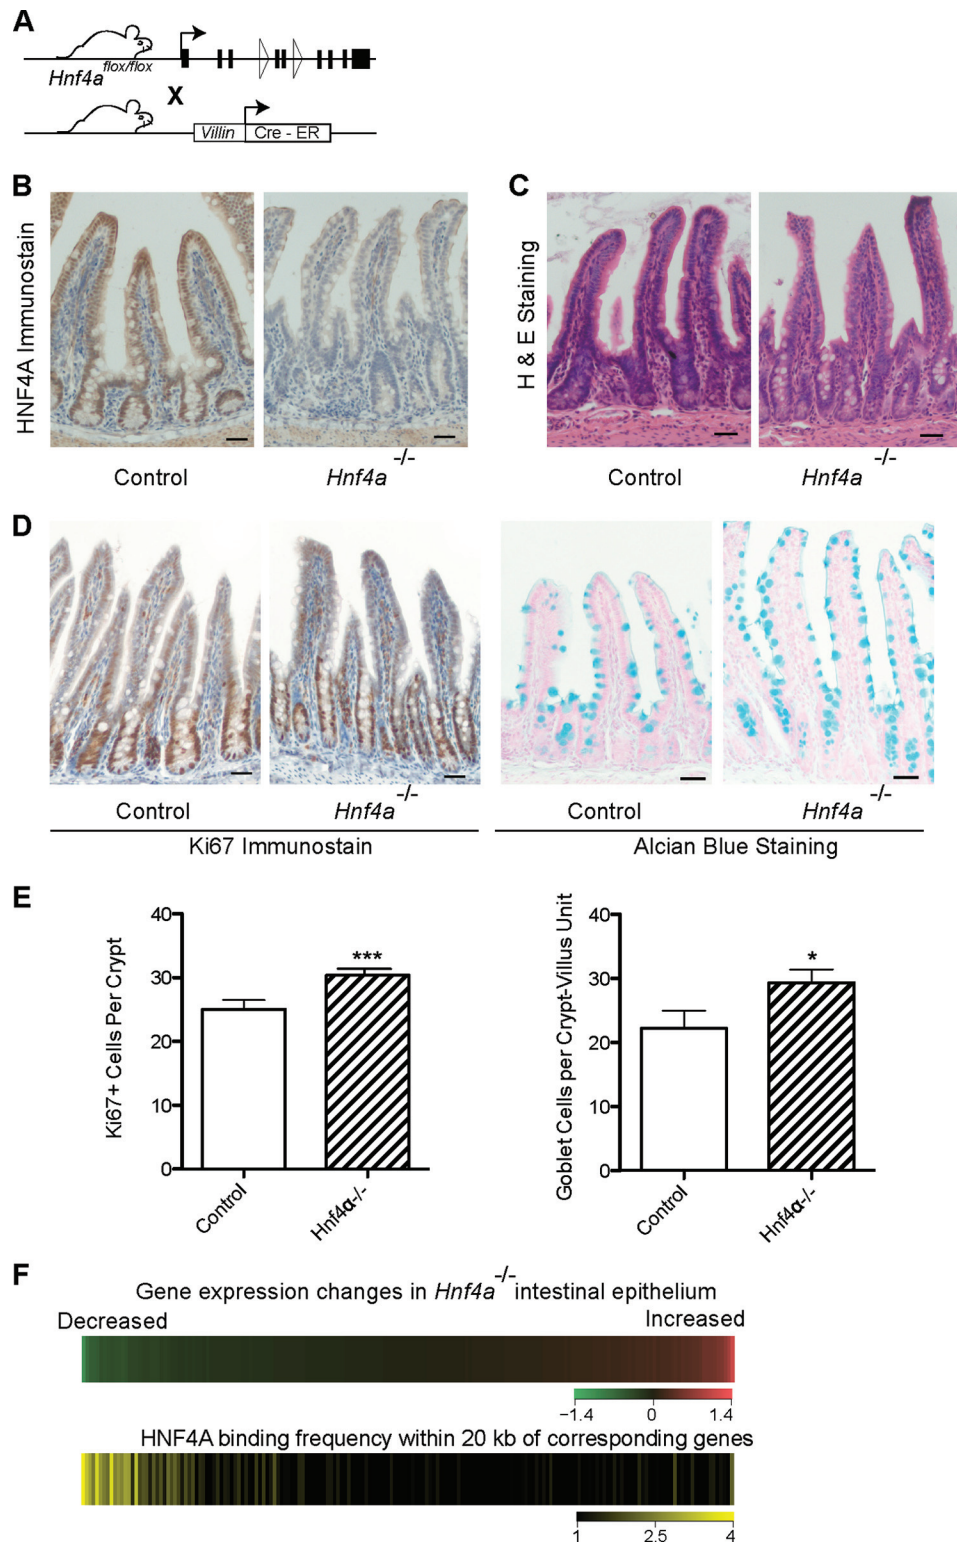 A
Hnf4a flox/flox
X
Villin Cre - ER
B
HNF4A Immunostain
Control
Hnf4a -/-
C
H & E Staining
Control
Hnf4a -/-
D
Control
Hnf4a -/-
Ki67 Immunostain
Control
Hnf4a -/-
Alcian Blue Staining
E
Ki67+ Cells Per Crypt
40
30
20
10
0
***
Control
Hnf4α-/-
Goblet Cells per Crypt-Villus Unit
40
30
20
10
0
*
Control
Hnf4α-/-
F
Gene expression changes in Hnf4a -/- intestinal epithelium
Decreased Increased
−1.4 0 1.4
HNF4A binding frequency within 20 kb of corresponding genes
1 2.5 4